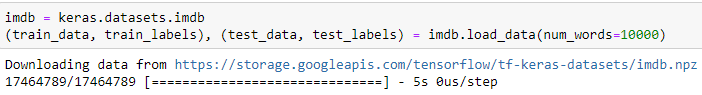 imdb = keras.datasets.imdb
(train_data, train_labels), (test_data, test_labels) = imdb.load_data(num_words=10000)
Downloading data from https://storage.googleapis.com/tensorflow/tf-keras-datasets/imdb.npz
17464789/17464789 [==============================] - 5s 0us/step